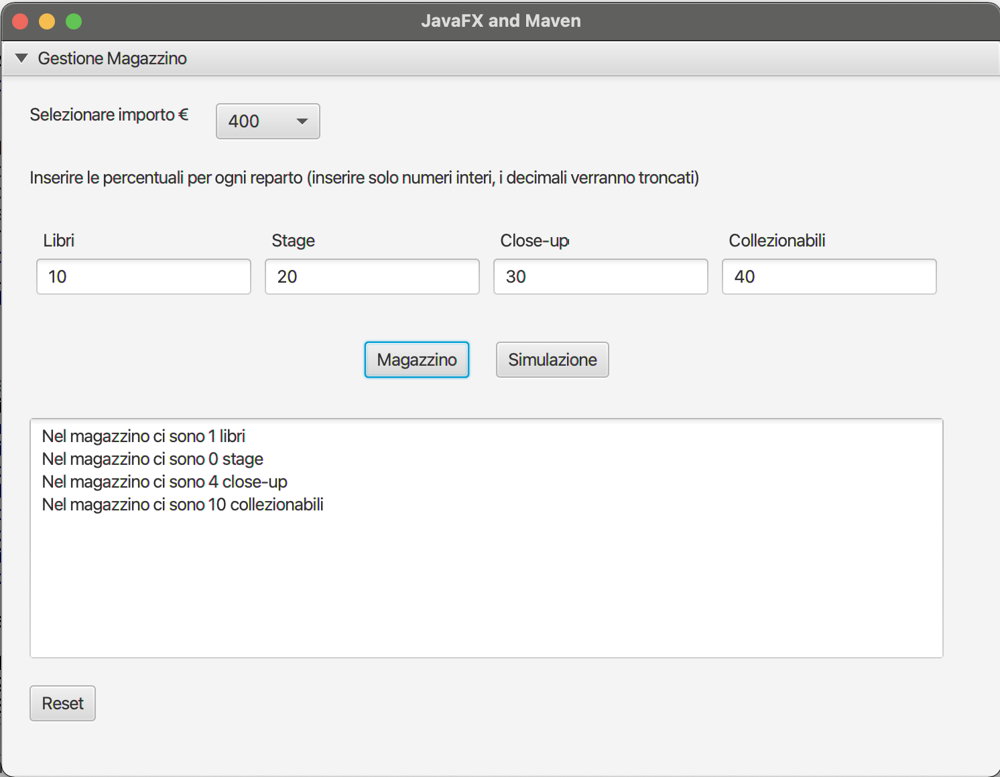 JavaFX and Maven
Gestione Magazzino
Selezionare importo €
400
Inserire le percentuali per ogni reparto (inserire solo numeri interi, i decimali verranno troncati)
Libri
Stage
Close-up
Collezionabili
10
20
30
40
Magazzino
Simulazione
Nel magazzino ci sono 1 libri
Nel magazzino ci sono 0 stage
Nel magazzino ci sono 4 close-up
Nel magazzino ci sono 10 collezionabili
Reset